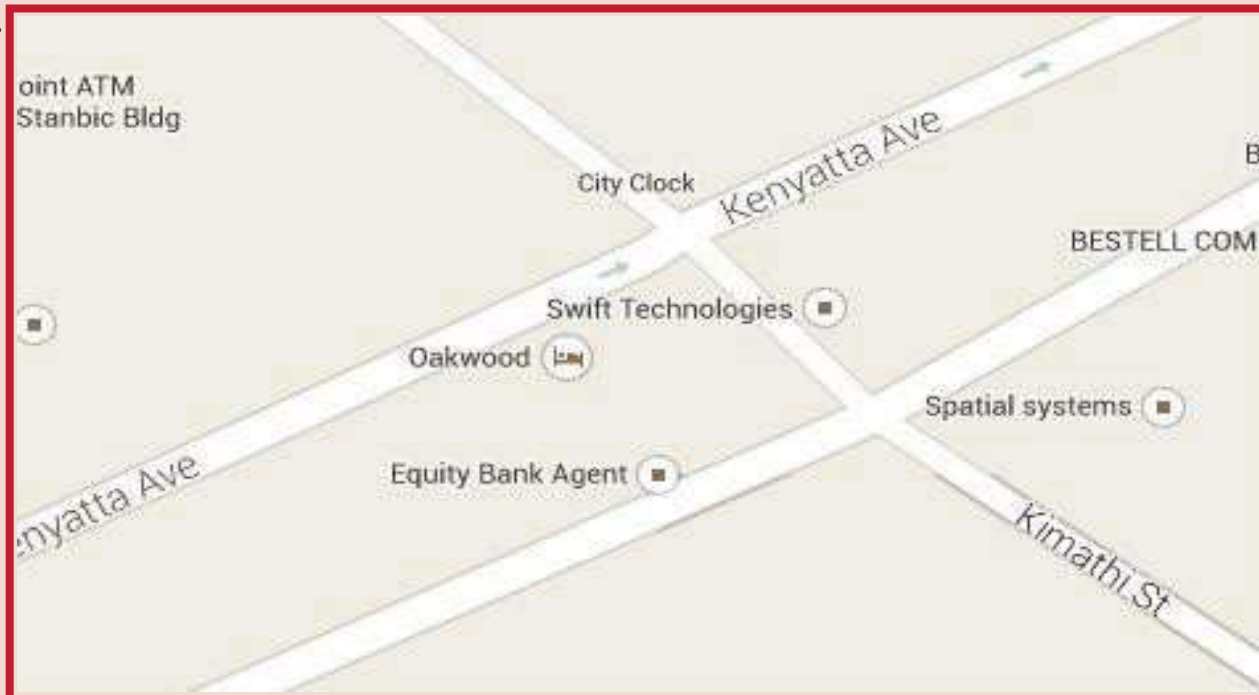 oint ATM
Stanbic Bldg
City Clock
Kenyatta Ave
B
BESTELL COM
Swift Technologies
Oakwood
Spatial systems
Equity Bank Agent
enyatta Ave
Kimathi St